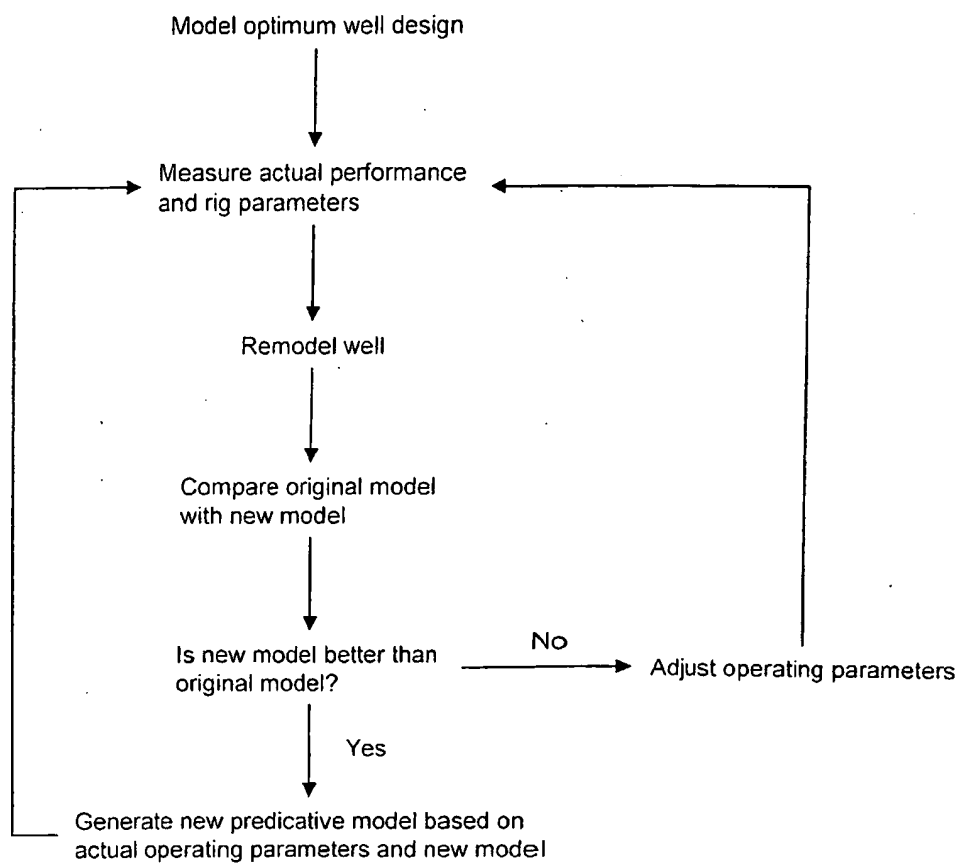 Model optimum well design
Measure actual performance
and rig parameters
Remodel well
Compare original model
with new model
Is new model better than
original model?
No
Adjust operating parameters
Yes
Generate new predicative model based on
actual operating parameters and new model